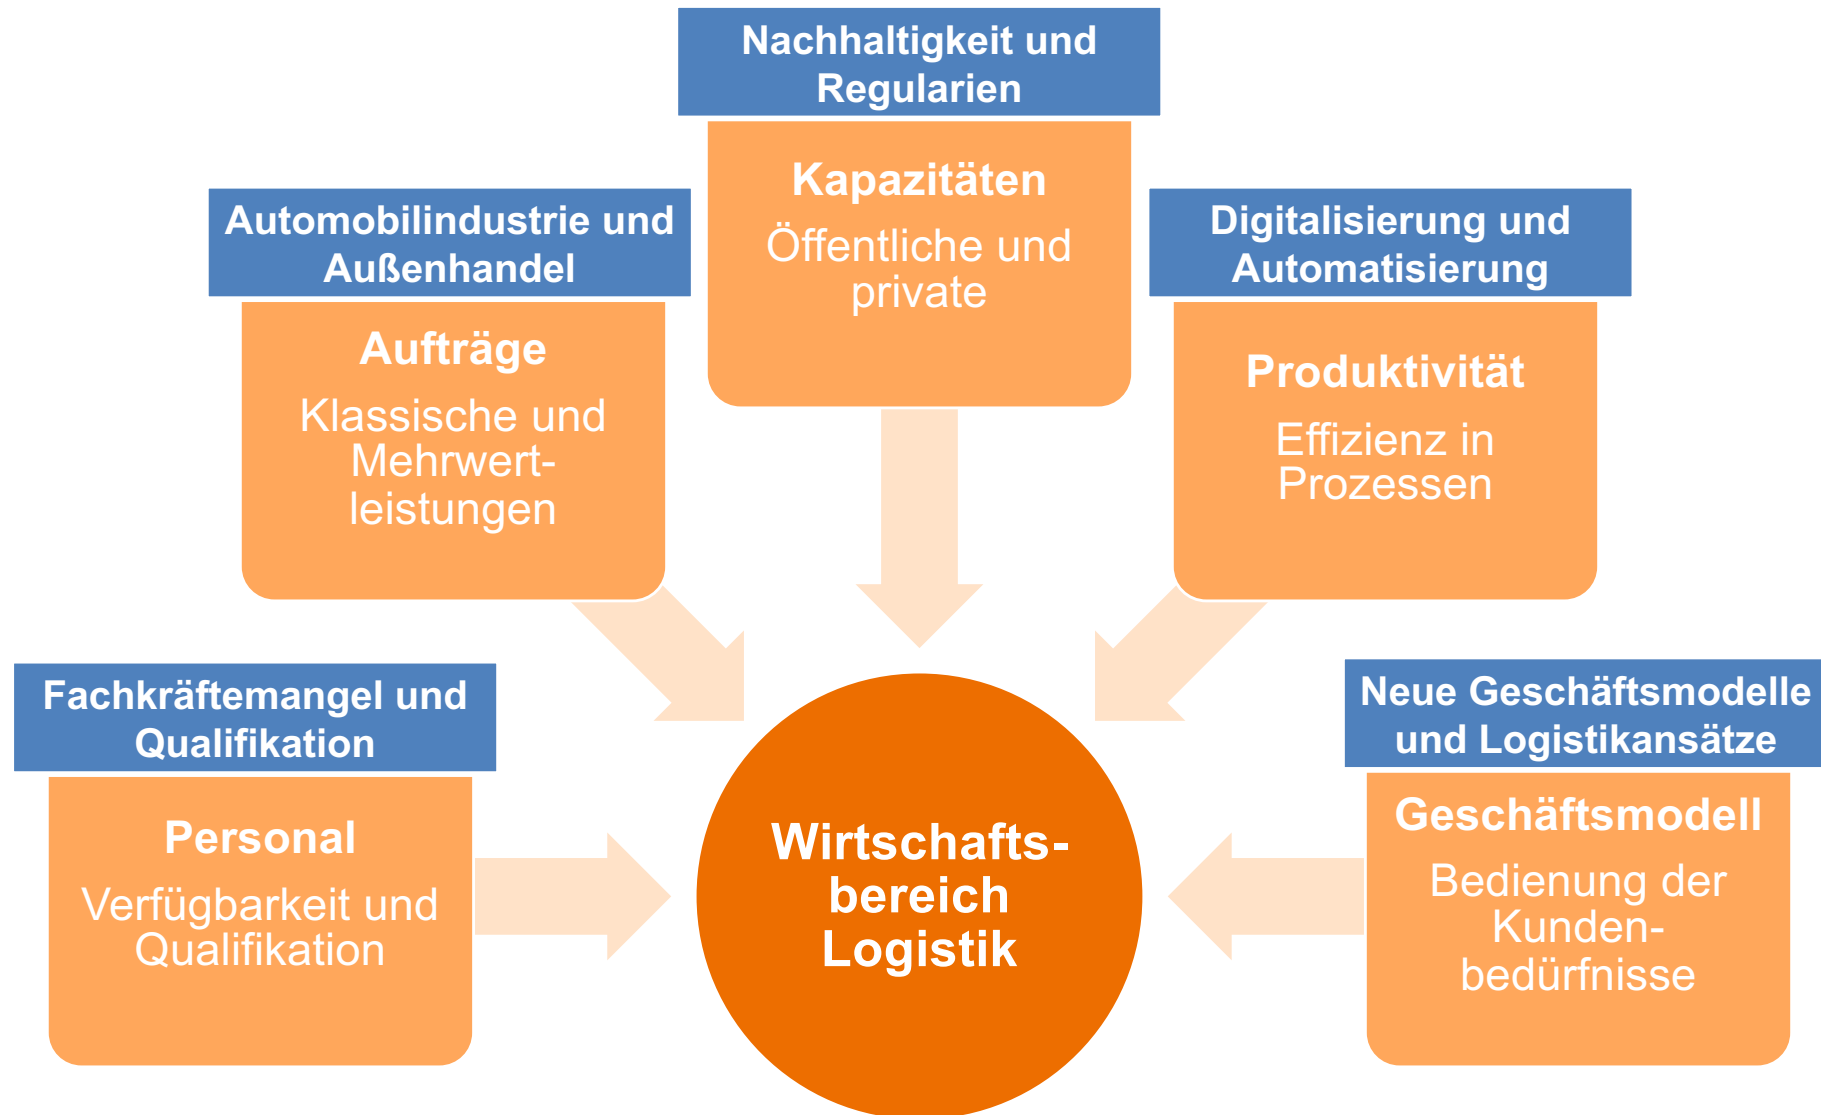 Nachhaltigkeit und
Regularien
Kapazitäten
Öffentliche und
private
Automobilindustrie und
Außenhandel
Aufträge
Klassische und
Mehrwert-
leistungen
Digitalisierung und
Automatisierung
Produktivität
Effizienz in
Prozessen
Fachkräftemangel und
Qualifikation
Personal
Verfügbarkeit und
Qualifikation
Neue Geschäftsmodelle
und Logistikansätze
Geschäftsmodell
Bedienung der
Kunden-
bedürfnisse
Wirtschafts-
bereich
Logistik